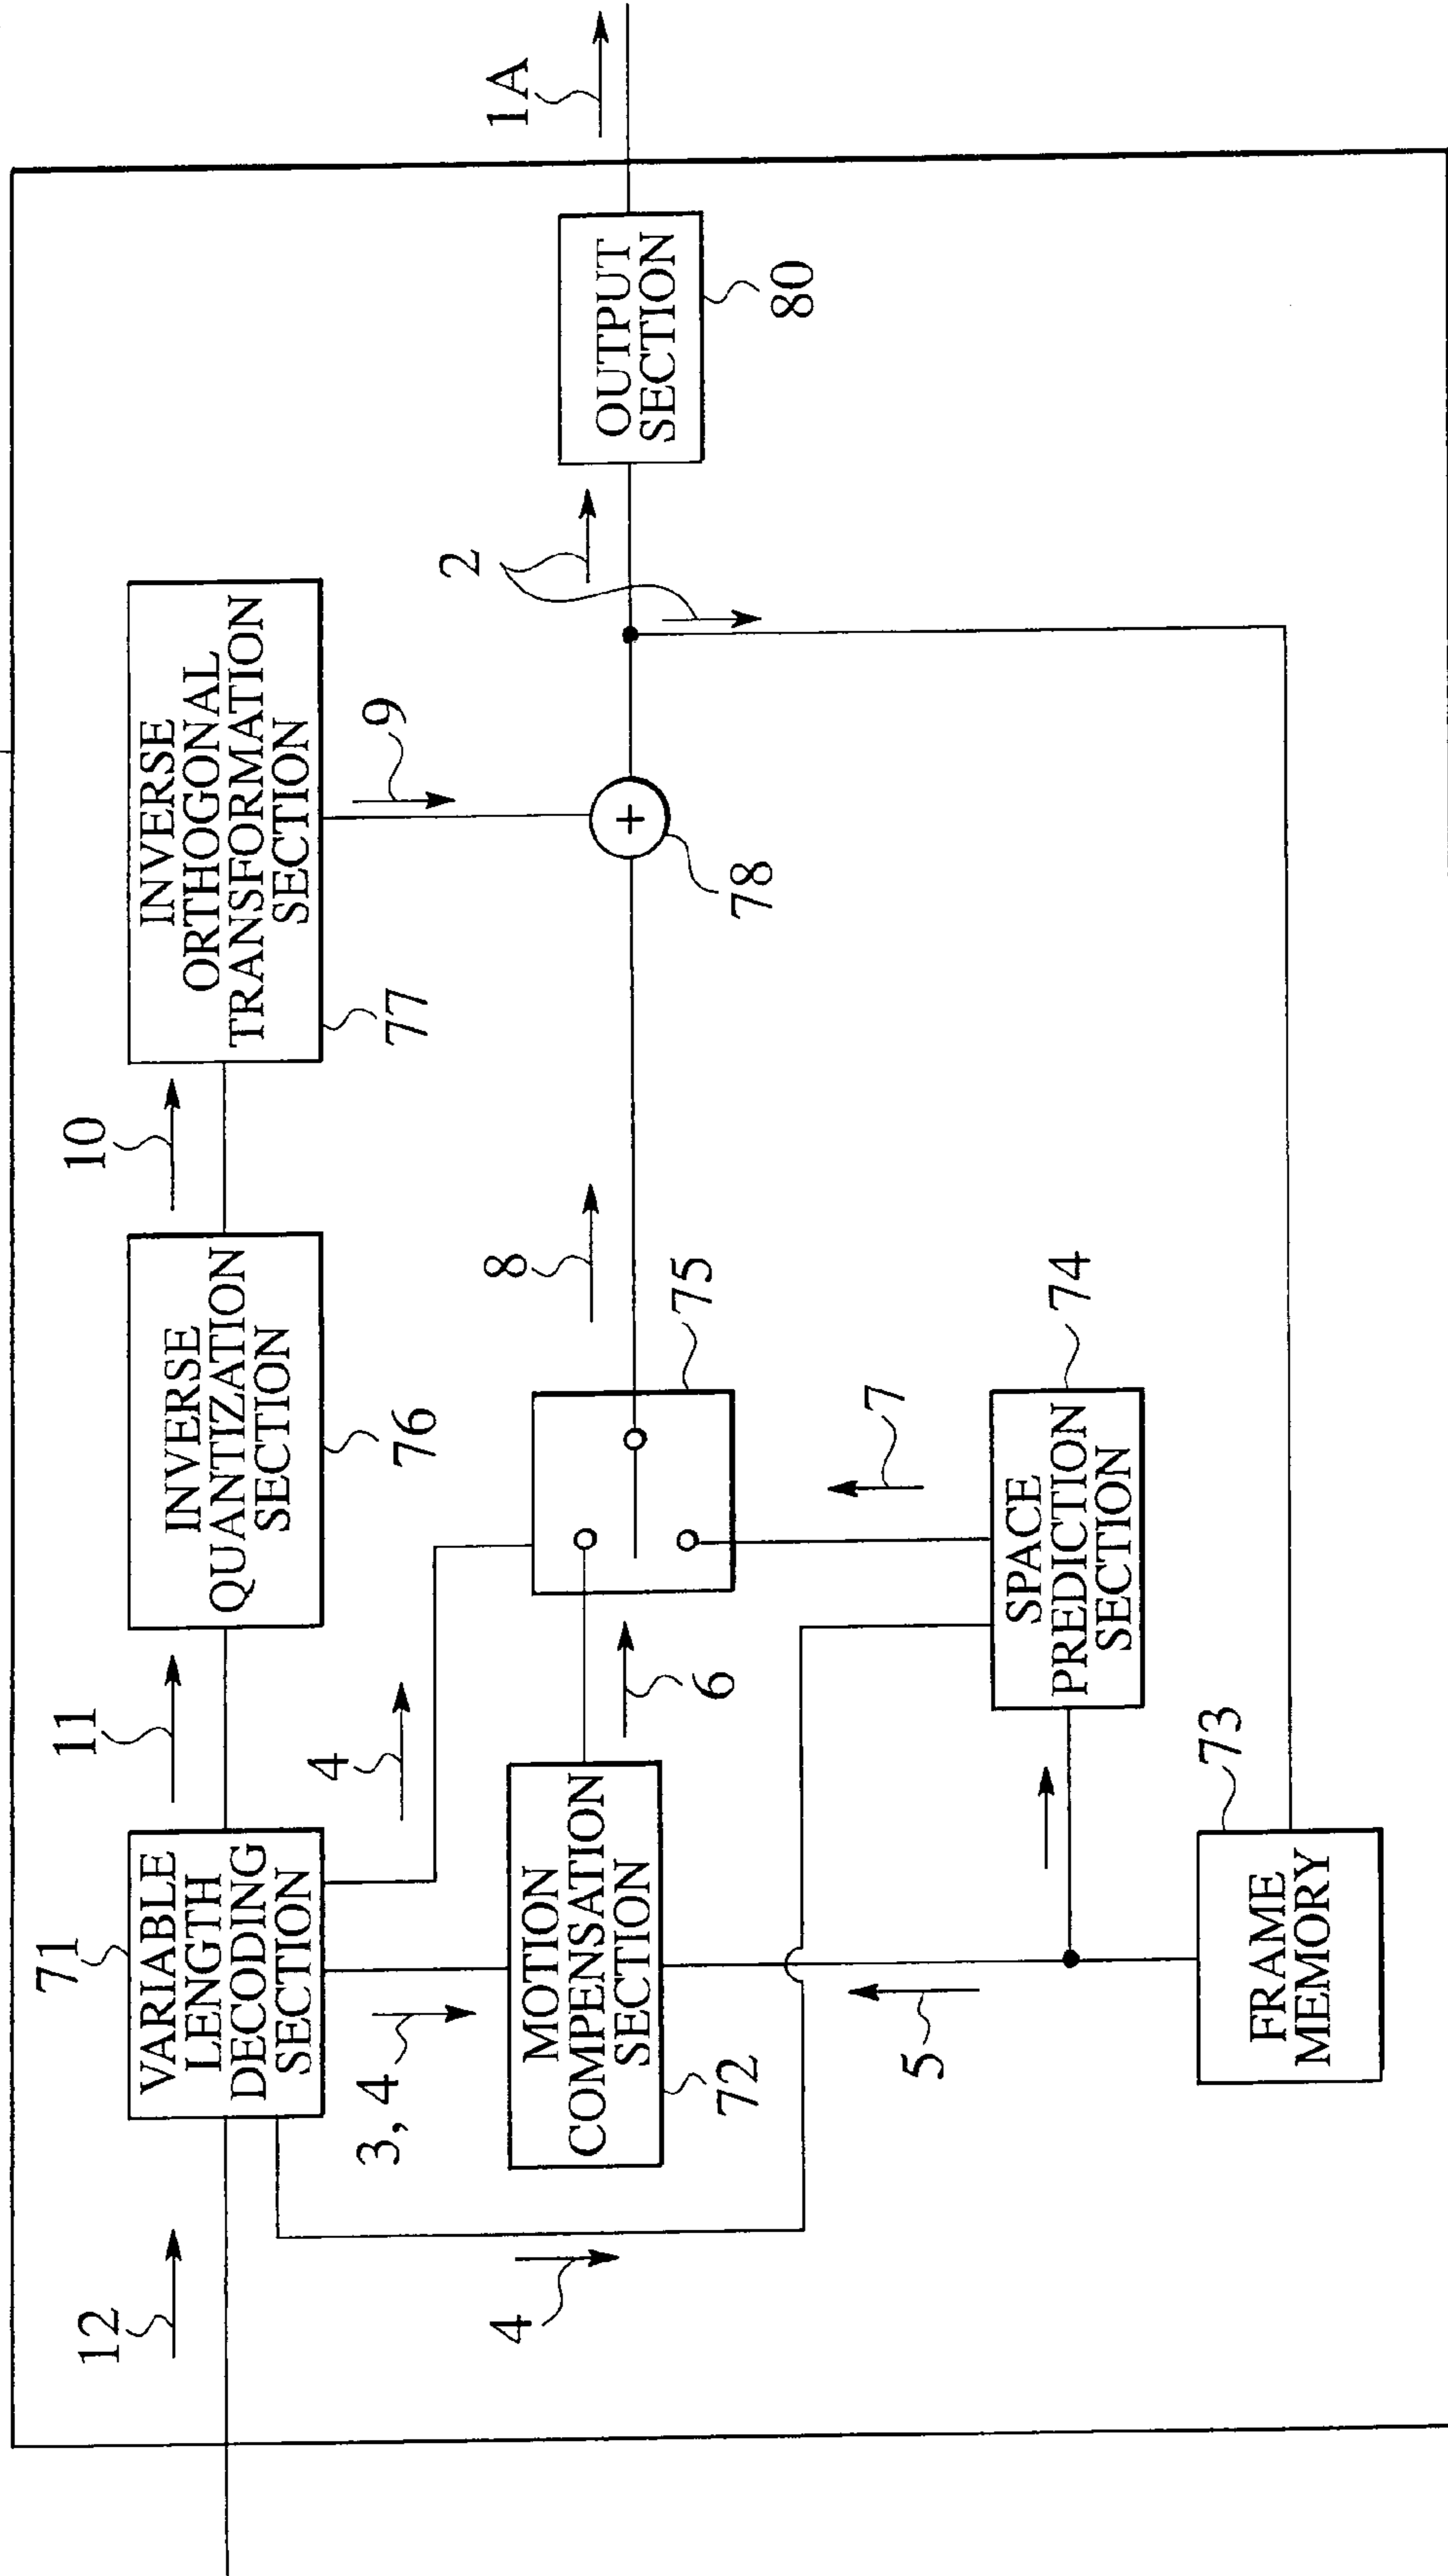 12
71
VARIABLE
LENGTH
DECODING
SECTION
11
INVERSE
QUANTIZATION
SECTION
76
10
INVERSE
ORTHOGONAL
TRANSFORMATION
SECTION
77
9
4
3, 4
MOTION
COMPENSATION
SECTION
72
6
8
75
78
2
OUTPUT
SECTION
80
1A
4
7
5
SPACE
PREDICTION
SECTION
74
FRAME
MEMORY
73